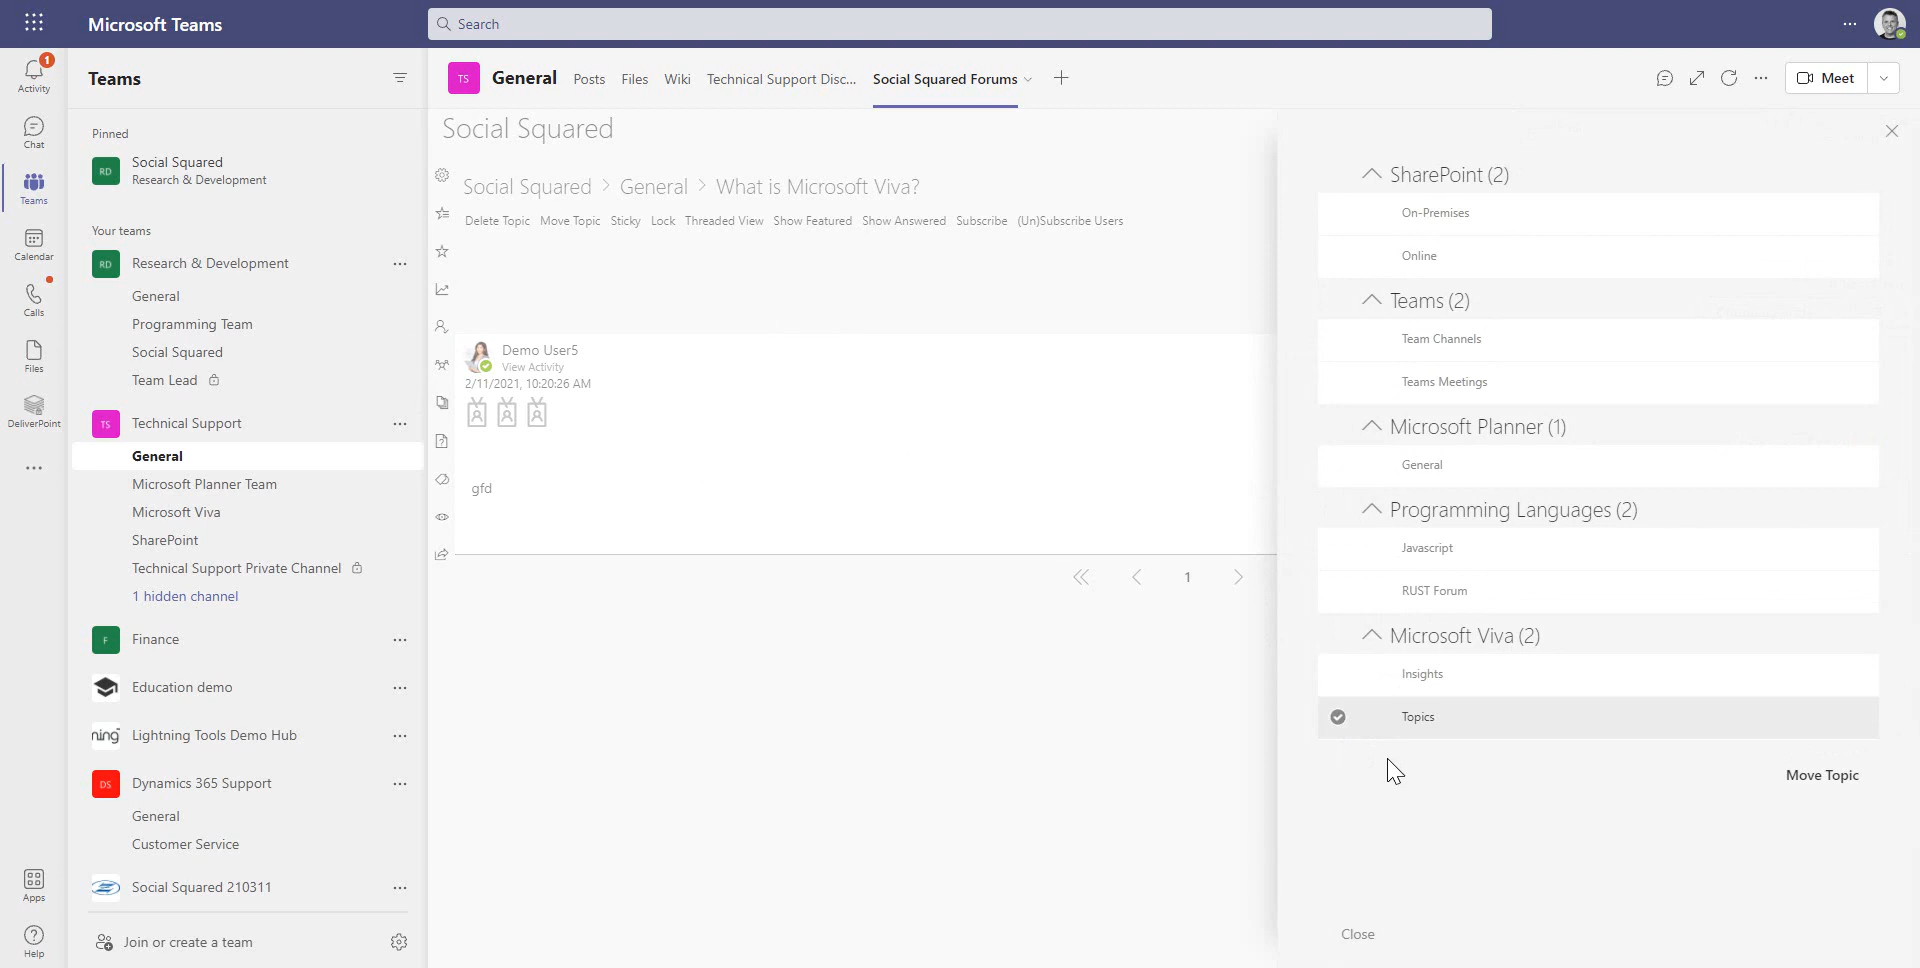 Microsoft Teams
Search
1
Activity
Chat
Teams
Calendar
Calls
Files
DeliverPoint
Apps
Help
Teams
Pinned
RD Social Squared
Research & Development
Your teams
RD Research & Development
General
Programming Team
Social Squared
Team Lead
TS Technical Support
General
Microsoft Planner Team
Microsoft Viva
SharePoint
Technical Support Private Channel
1 hidden channel
F Finance
Education demo
ning Lightning Tools Demo Hub
DS Dynamics 365 Support
General
Customer Service
Social Squared 210311
Join or create a team
TS General Posts Files Wiki Technical Support Disc... Social Squared Forums
Meet
Social Squared
Social Squared > General > What is Microsoft Viva?
Delete Topic Move Topic Sticky Lock Threaded View Show Featured Show Answered Subscribe (Un)Subscribe Users
Demo User5
View Activity
2/11/2021, 10:20:26 AM
gfd
1
SharePoint (2)
On-Premises
Online
Teams (2)
Team Channels
Teams Meetings
Microsoft Planner (1)
General
Programming Languages (2)
Javascript
RUST Forum
Microsoft Viva (2)
Insights
Topics
Move Topic
Close